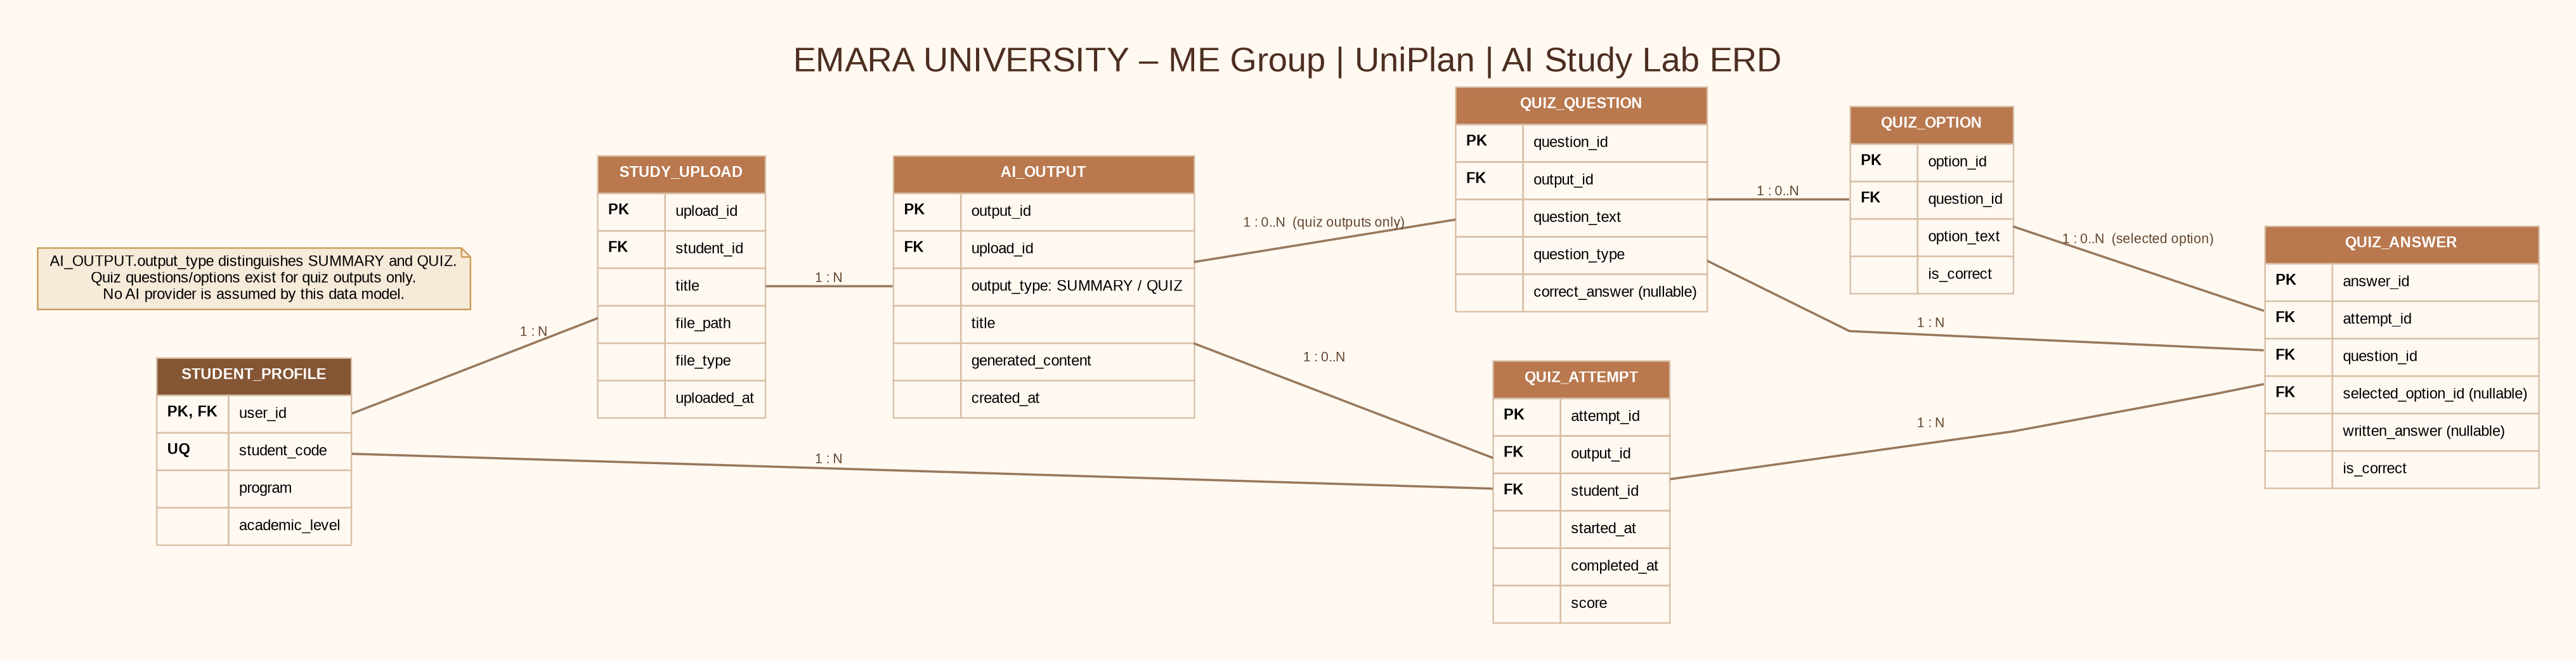 EMARA UNIVERSITY – ME Group | UniPlan | AI Study Lab ERD
AI_OUTPUT.output_type distinguishes SUMMARY and QUIZ.
Quiz questions/options exist for quiz outputs only.
No AI provider is assumed by this data model.
STUDENT_PROFILE
PK, FK user_id
UQ student_code
program
academic_level
1 : N
1 : N
STUDY_UPLOAD
PK upload_id
FK student_id
title
file_path
file_type
uploaded_at
1 : N
AI_OUTPUT
PK output_id
FK upload_id
output_type: SUMMARY / QUIZ
title
generated_content
created_at
1 : 0..N (quiz outputs only)
1 : 0..N
QUIZ_QUESTION
PK question_id
FK output_id
question_text
question_type
correct_answer (nullable)
QUIZ_ATTEMPT
PK attempt_id
FK output_id
FK student_id
started_at
completed_at
score
1 : 0..N
1 : N
1 : N
QUIZ_OPTION
PK option_id
FK question_id
option_text
is_correct
1 : 0..N (selected option)
QUIZ_ANSWER
PK answer_id
FK attempt_id
FK question_id
FK selected_option_id (nullable)
written_answer (nullable)
is_correct